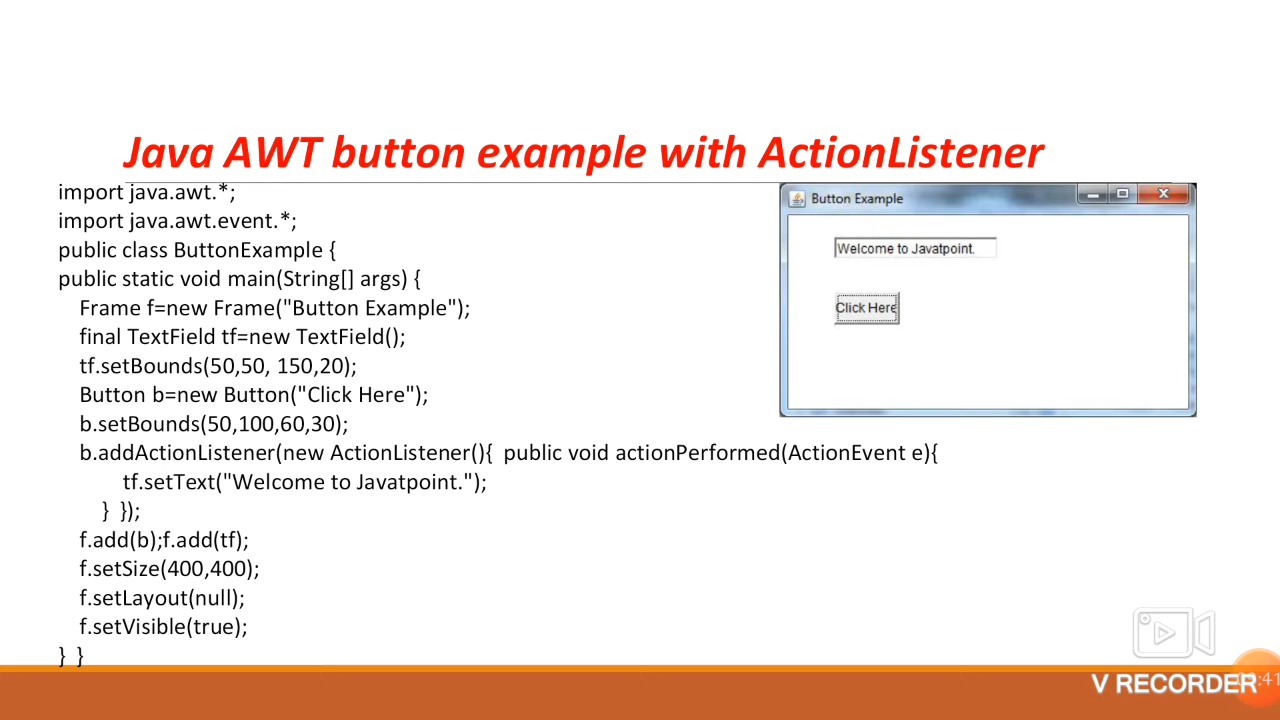 Java AWT button example with ActionListener
import java.awt.*;
import java.awt.event.*;
public class ButtonExample {
public static void main(String[] args) {
Frame f=new Frame("Button Example");
final TextField tf=new TextField();
tf.setBounds(50,50, 150,20);
Button b=new Button("Click Here");
b.setBounds(50,100,60,30);
b.addActionListener(new ActionListener(){ public void actionPerformed(ActionEvent e){
tf.setText("Welcome to Javatpoint.");
} });
f.add(b);f.add(tf);
f.setSize(400,400);
f.setLayout(null);
f.setVisible(true);
} }
Button Example
Welcome to Javatpoint.
Click Here
V RECORDER